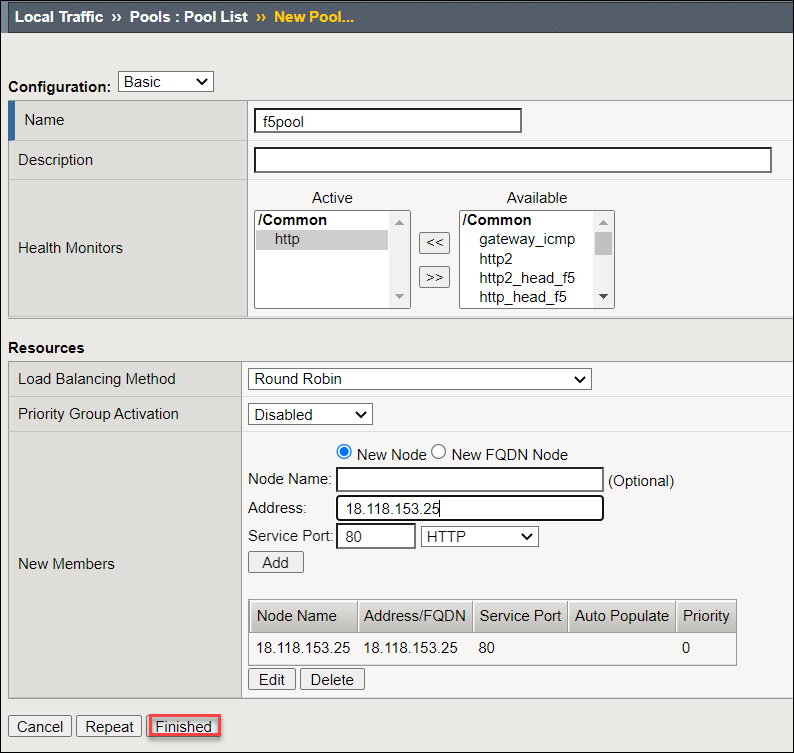 Local Traffic ›› Pools : Pool List ›› New Pool...
Configuration: Basic
Name f5pool
Description
Health Monitors
Active Available
/Common /Common
http << gateway_icmp
http2
>> http2_head_f5
http_head_f5
Resources
Load Balancing Method Round Robin
Priority Group Activation Disabled
New Members
New Node New FQDN Node
Node Name: (Optional)
Address: 18.118.153.25
Service Port: 80 HTTP
Add
Node Name Address/FQDN Service Port Auto Populate Priority
18.118.153.25 18.118.153.25 80 0
Edit Delete
Cancel Repeat Finished